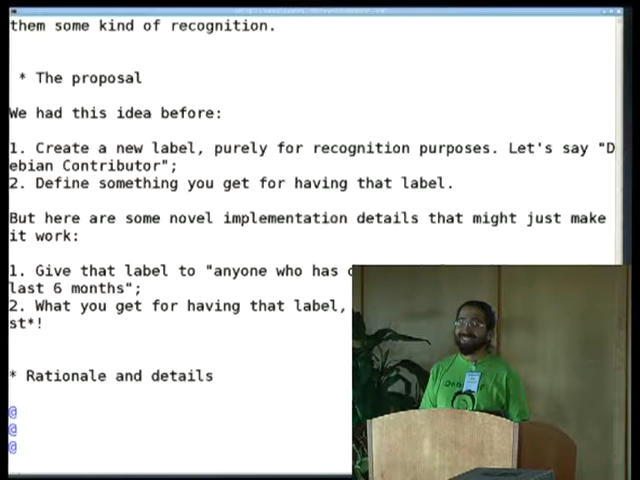 them some kind of recognition.
* The proposal
We had this idea before:
1. Create a new label, purely for recognition purposes. Let's say "D
ebian Contributor";
2. Define something you get for having that label.
But here are some novel implementation details that might just make
it work:
1. Give that label to "anyone who has
last 6 months";
2. What you get for having that label,
st*!
* Rationale and details
@
@
@